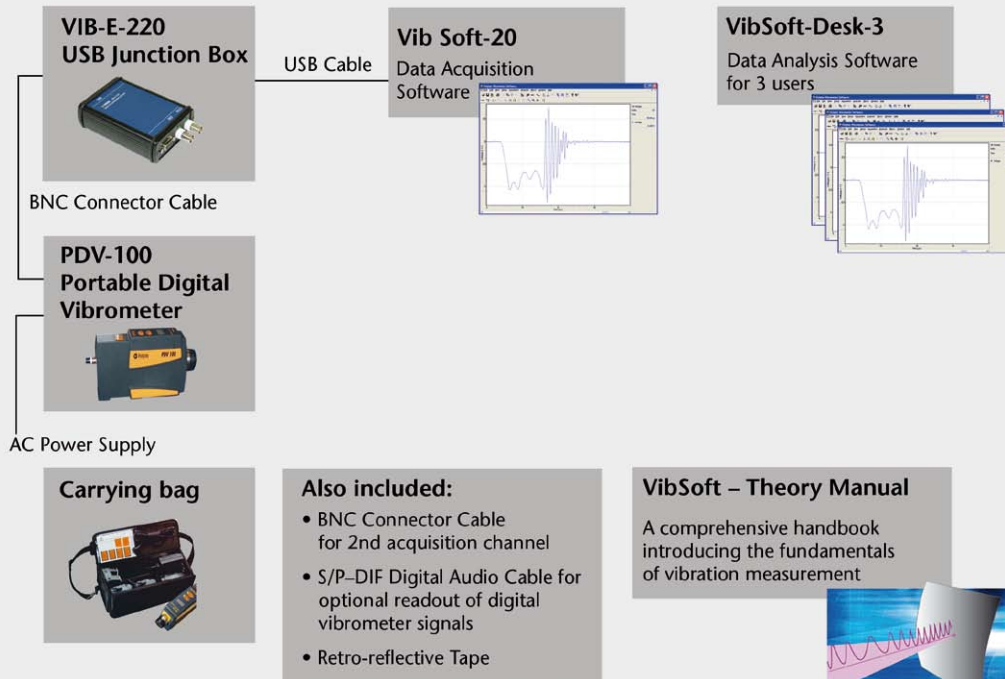 VIB-E-220
USB Junction Box
USB Cable
Vib Soft-20
Data Acquisition
Software
VibSoft-Desk-3
Data Analysis Software
for 3 users
BNC Connector Cable
PDV-100
Portable Digital
Vibrometer
PDV 100
AC Power Supply
Carrying bag
Also included:
• BNC Connector Cable
for 2nd acquisition channel
• S/P–DIF Digital Audio Cable for
optional readout of digital
vibrometer signals
• Retro-reflective Tape
VibSoft – Theory Manual
A comprehensive handbook
introducing the fundamentals
of vibration measurement